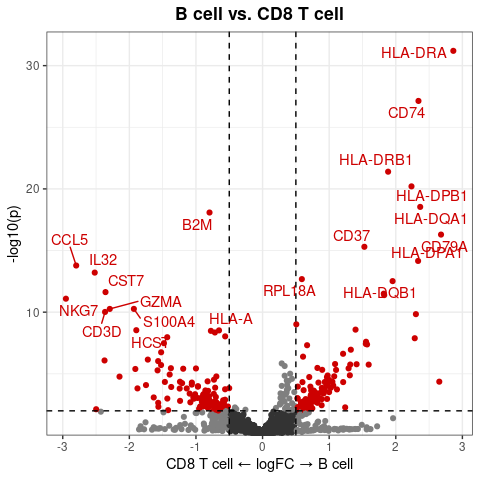 B cell vs. CD8 T cell
HLA-DRA
CD74
HLA-DRB1
HLA-DPB1
HLA-DQA1
B2M
CD37
CD79A
HLA-DPA1
CCL5
IL32
CST7
RPL18A
HLA-DQB1
NKG7
GZMA
CD3D
S100A4
HLA-A
HCST
30
20
10
-log10(p)
-3
-2
-1
0
1
2
3
CD8 T cell ← logFC → B cell